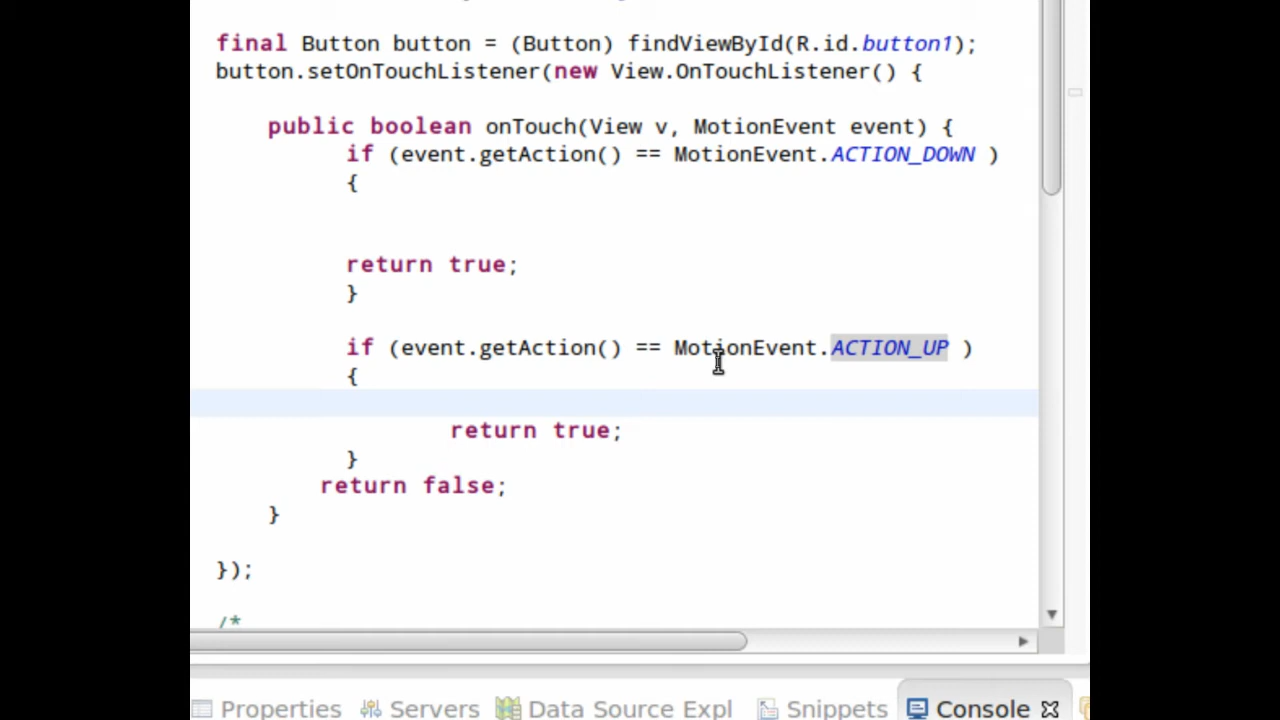 final Button button = (Button) findViewById(R.id.button1);
button.setOnTouchListener(new View.OnTouchListener() {
public boolean onTouch(View v, MotionEvent event) {
if (event.getAction() == MotionEvent.ACTION_DOWN )
{
return true;
}
if (event.getAction() == MotionEvent.ACTION_UP )
{
return true;
}
return false;
}
});
/*
Properties Servers Data Source Expl Snippets Console